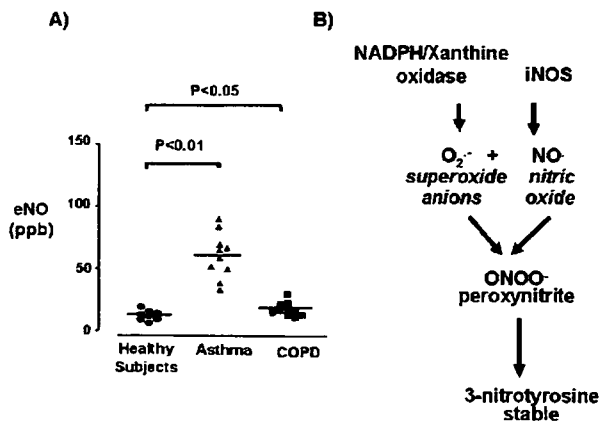 A)
P<0.05
P<0.01
eNO
(ppb)
150
100
50
0
Healthy
Subjects
Asthma
COPD
B)
NADPH/Xanthine
oxidase
iNOS
O₂·- + NO·
superoxide
anions
nitric
oxide
ONOO-
peroxynitrite
3-nitrotyrosine
stable